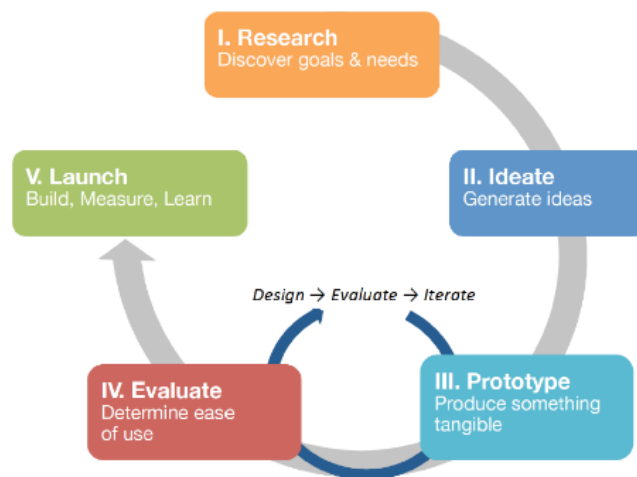 I. Research
Discover goals & needs
II. Ideate
Generate ideas
III. Prototype
Produce something
tangible
IV. Evaluate
Determine ease
of use
V. Launch
Build, Measure, Learn
Design → Evaluate → Iterate